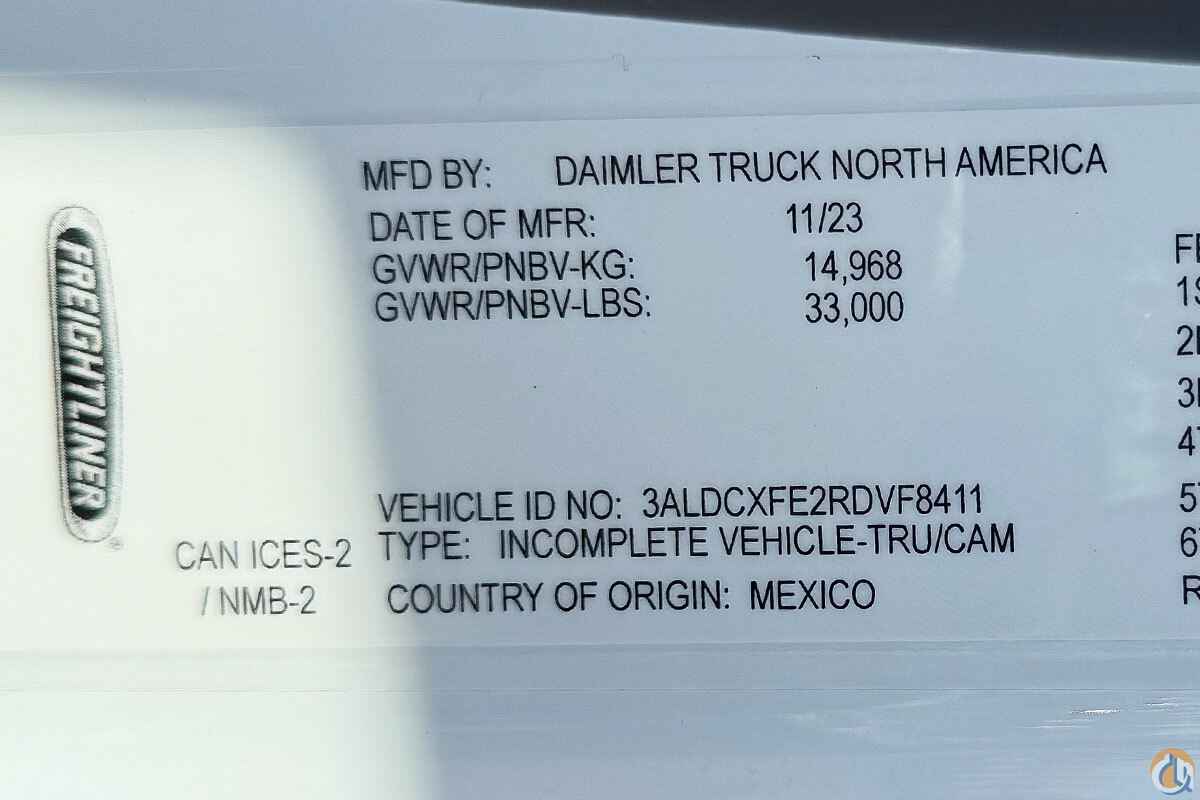 FREIGHTLINER
MFD BY: DAIMLER TRUCK NORTH AMERICA
DATE OF MFR: 11/23
GVWR/PNBV-KG: 14,968
GVWR/PNBV-LBS: 33,000
VEHICLE ID NO: 3ALDCXFE2RDVF8411
CAN ICES-2 TYPE: INCOMPLETE VEHICLE-TRU/CAM
/ NMB-2 COUNTRY OF ORIGIN: MEXICO